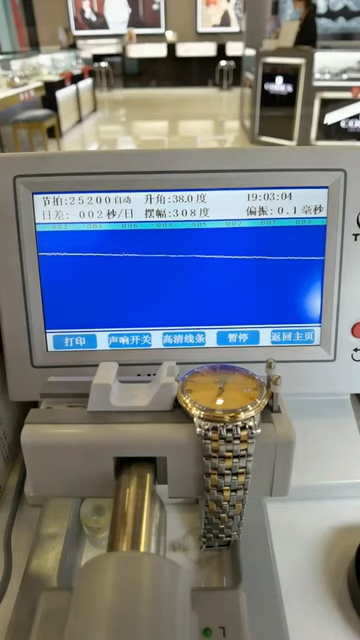 节拍:25200自动 升角:38.0度 19:03:04
日差: 002秒/日 摆幅:308度 偏振:0.1毫秒
打印 声响开关 高清线条 暂停 返回主页